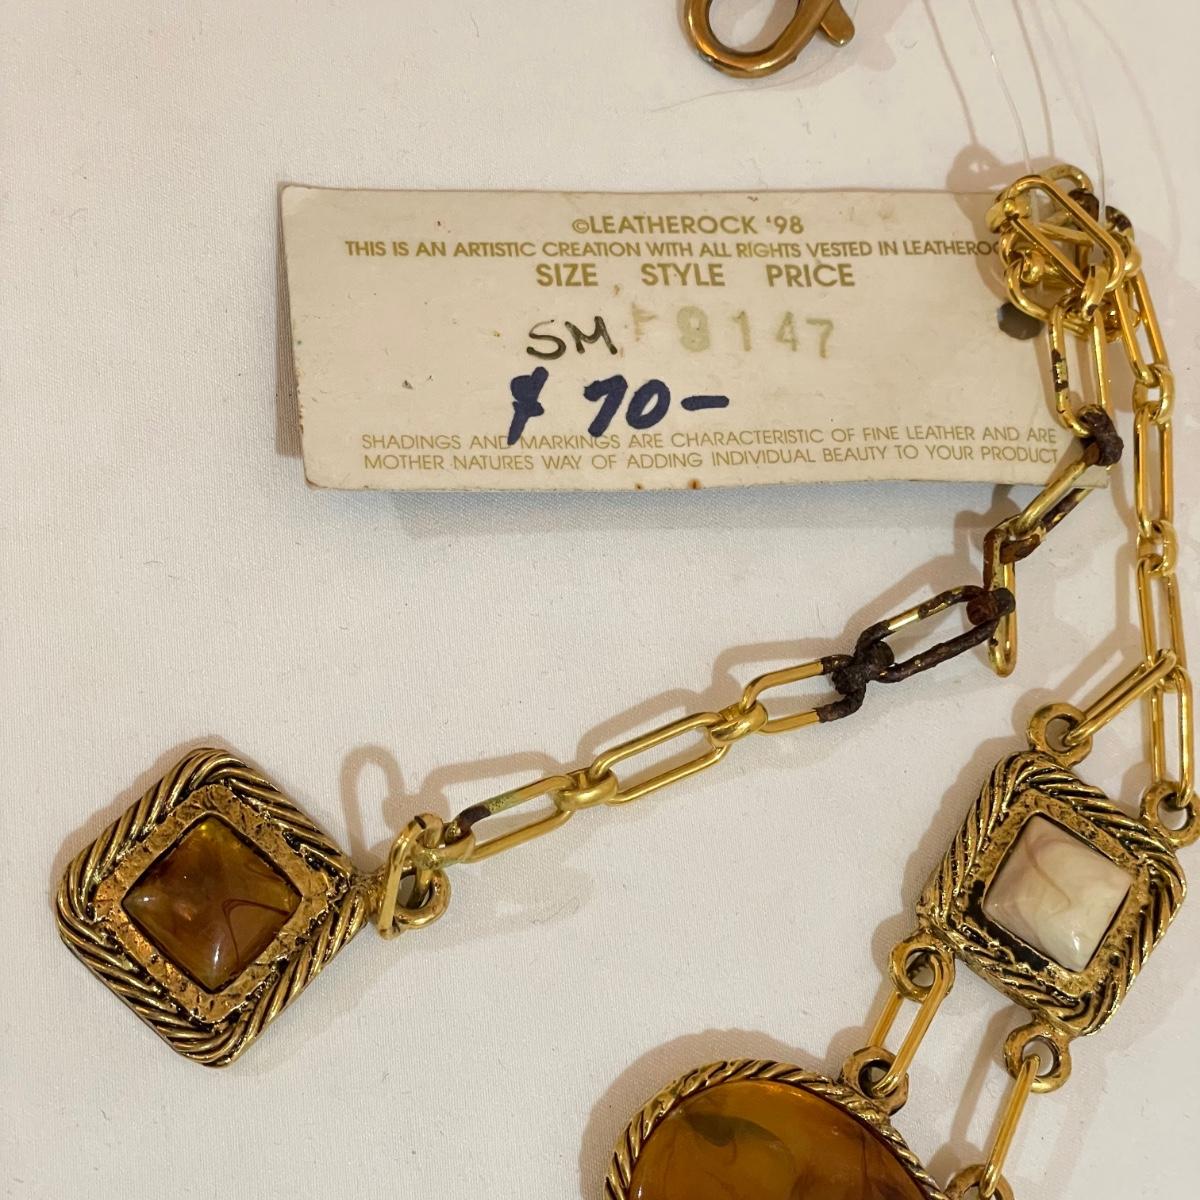 ©LEATHEROCK '98
THIS IS AN ARTISTIC CREATION WITH ALL RIGHTS VESTED IN LEATHEROC
SIZE STYLE PRICE
SM F9147
70-
SHADINGS AND MARKINGS ARE CHARACTERISTIC OF FINE LEATHER AND ARE
MOTHER NATURES WAY OF ADDING INDIVIDUAL BEAUTY TO YOUR PRODUCT